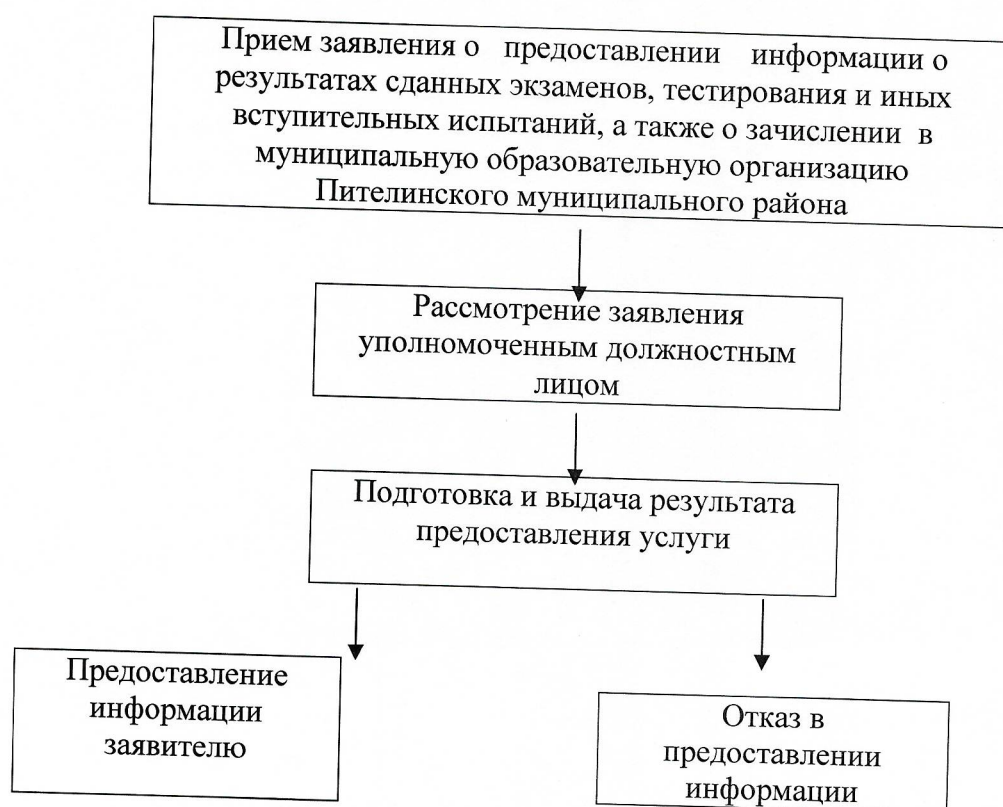 Прием заявления о предоставлении информации о
результатах сданных экзаменов, тестирования и иных
вступительных испытаний, а также о зачислении в
муниципальную образовательную организацию
Пителинского муниципального района
Рассмотрение заявления
уполномоченным должностным
лицом
Подготовка и выдача результата
предоставления услуги
Предоставление
информации
заявителю
Отказ в
предоставлении
информации